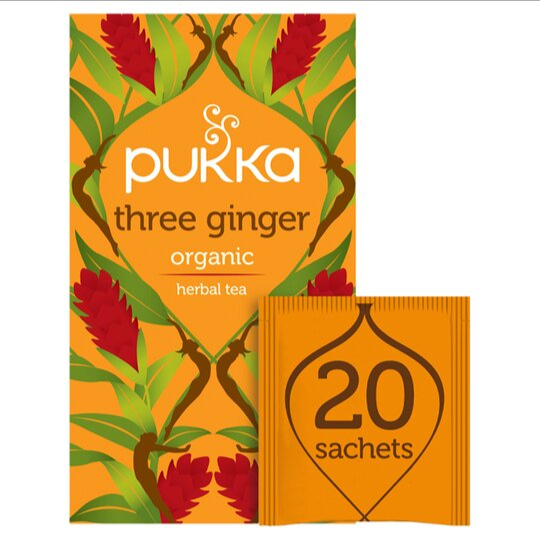 pukka
three ginger
organic
herbal tea
20
sachets